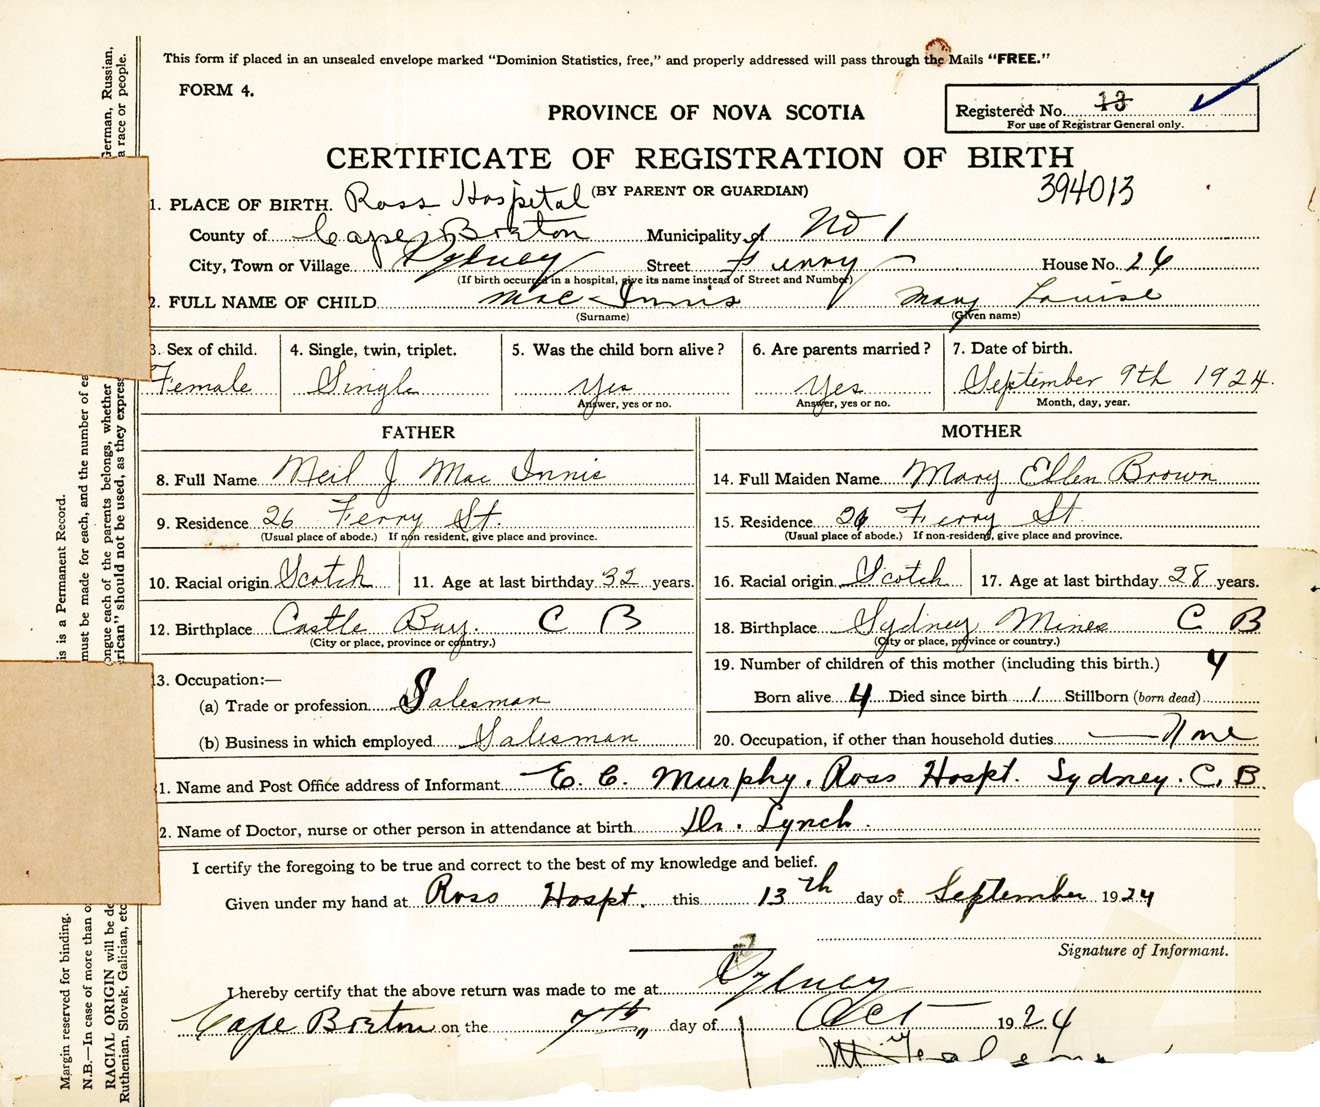 This form if placed in an unsealed envelope marked "Dominion Statistics, free," and properly addressed will pass through the Mails "FREE."
FORM 4.
PROVINCE OF NOVA SCOTIA
Registered No. 13
For use of Registrar General only.
CERTIFICATE OF REGISTRATION OF BIRTH
(BY PARENT OR GUARDIAN)
394013
1. PLACE OF BIRTH. Ross Hospetal
County of Cape Breton Municipality of No 1
City, Town or Village Sydney Street Ferry House No. 26
(If birth occurred in a hospital, give its name instead of Street and Number)
2. FULL NAME OF CHILD Mac Innis Mary Louise
(Surname) (Given name)
3. Sex of child. 4. Single, twin, triplet. 5. Was the child born alive? 6. Are parents married? 7. Date of birth.
Female Single Yes Yes September 9th 1924.
Answer, yes or no. Answer, yes or no. Month, day, year.
FATHER MOTHER
8. Full Name Neil J Mac Innis 14. Full Maiden Name Mary Ellen Brown
9. Residence 26 Ferry St. 15. Residence 26 Ferry St
(Usual place of abode.) If non resident, give place and province. (Usual place of abode.) If non-resident, give place and province.
10. Racial origin Scotch 11. Age at last birthday 32 years. 16. Racial origin Scotch 17. Age at last birthday 28 years.
12. Birthplace Castle Bay. C B 18. Birthplace Sydney Mines C. B
(City or place, province or country.) (City or place, province or country.)
13. Occupation:— 19. Number of children of this mother (including this birth.) 4
(a) Trade or profession Salesman Born alive 4 Died since birth 1 Stillborn (born dead)
(b) Business in which employed Salesman 20. Occupation, if other than household duties None
1. Name and Post Office address of Informant E. C. Murphy. Ross Hospt. Sydney. C. B.
2. Name of Doctor, nurse or other person in attendance at birth Dr. Lynch.
I certify the foregoing to be true and correct to the best of my knowledge and belief.
Given under my hand at Ross Hospt. this 13th day of September 1924
Signature of Informant.
I hereby certify that the above return was made to me at Sydney
Cape Breton on the 7th day of Oct 1924
Margin reserved for binding. is is a Permanent Record.
N.B.—In case of more than must be made for each, and the number of
RACIAL ORIGIN will be ongue each of the parents belongs, whether German, Russian,
Ruthenian, Slovak, Galician, etc rican" should not be used, as they express a race or people.